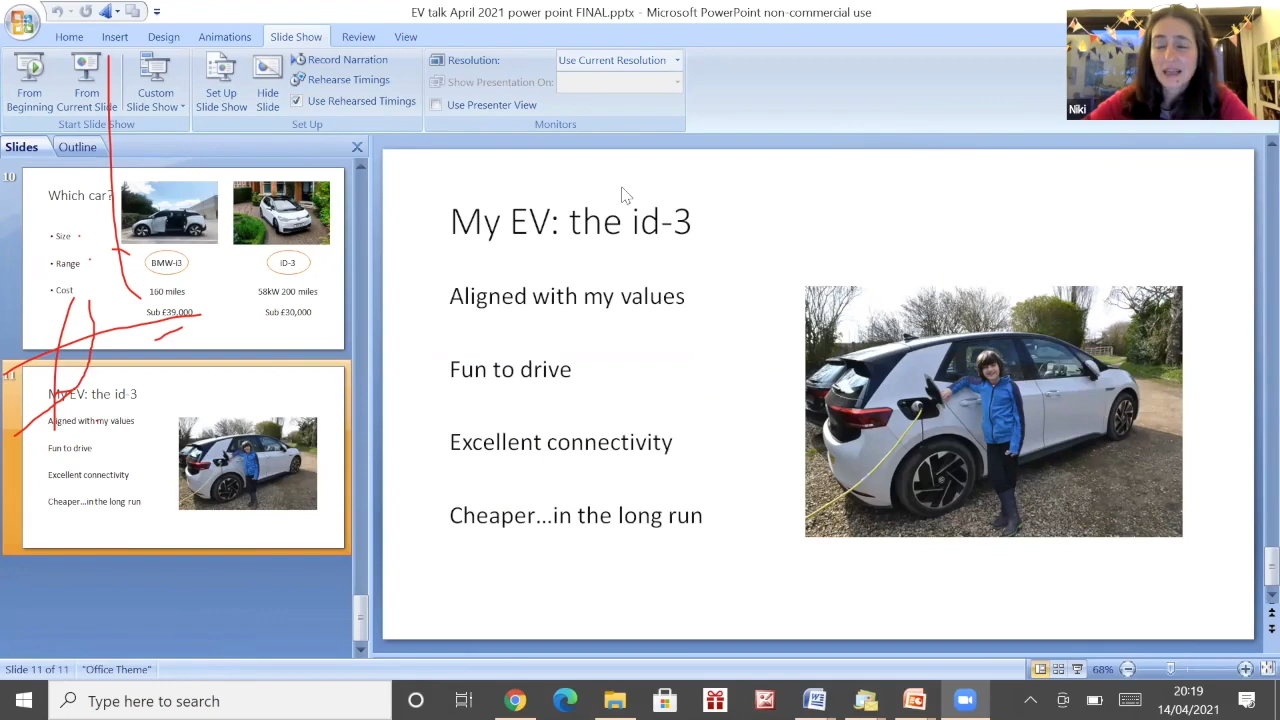 EV talk April 2021 power point FINAL.pptx - Microsoft PowerPoint non-commercial use
Home Insert Design Animations Slide Show Review View
From Beginning
From Current Slide
Custom Slide Show
Set Up Slide Show
Hide Slide
Record Narration
Rehearse Timings
Use Rehearsed Timings
Resolution: Use Current Resolution
Show Presentation On:
Use Presenter View
Start Slide Show
Set Up
Monitors
Niki
Slides Outline
10
Which car?
• Size
• Range
• Cost
BMW-i3
160 miles
Sub £39,000
ID-3
58kW 200 miles
Sub £30,000
11
My EV: the id-3
Aligned with my values
Fun to drive
Excellent connectivity
Cheaper...in the long run
My EV: the id-3
Aligned with my values
Fun to drive
Excellent connectivity
Cheaper...in the long run
Slide 11 of 11 "Office Theme"
68%
Type here to search
20:19
14/04/2021